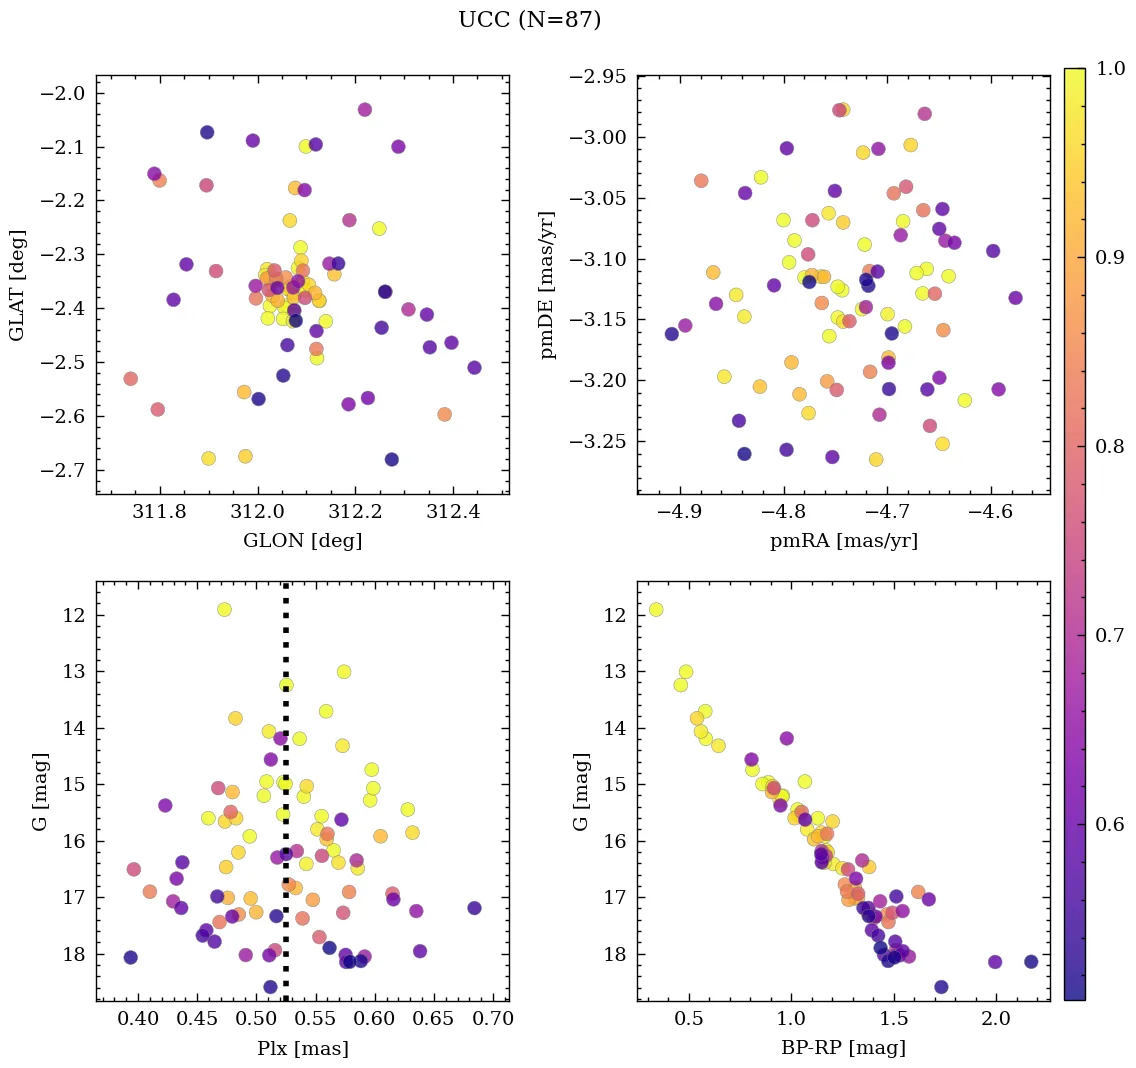 UCC (N=87)
−2.0
−2.1
−2.2
−2.3
−2.4
−2.5
−2.6
−2.7
GLAT [deg]
311.8 312.0 312.2 312.4
GLON [deg]
−2.95
−3.00
−3.05
−3.10
−3.15
−3.20
−3.25
pmDE [mas/yr]
−4.9 −4.8 −4.7 −4.6
pmRA [mas/yr]
1.0
0.9
0.8
0.7
0.6
12
13
14
15
16
17
18
G [mag]
0.40 0.45 0.50 0.55 0.60 0.65 0.70
Plx [mas]
12
13
14
15
16
17
18
G [mag]
0.5 1.0 1.5 2.0
BP-RP [mag]